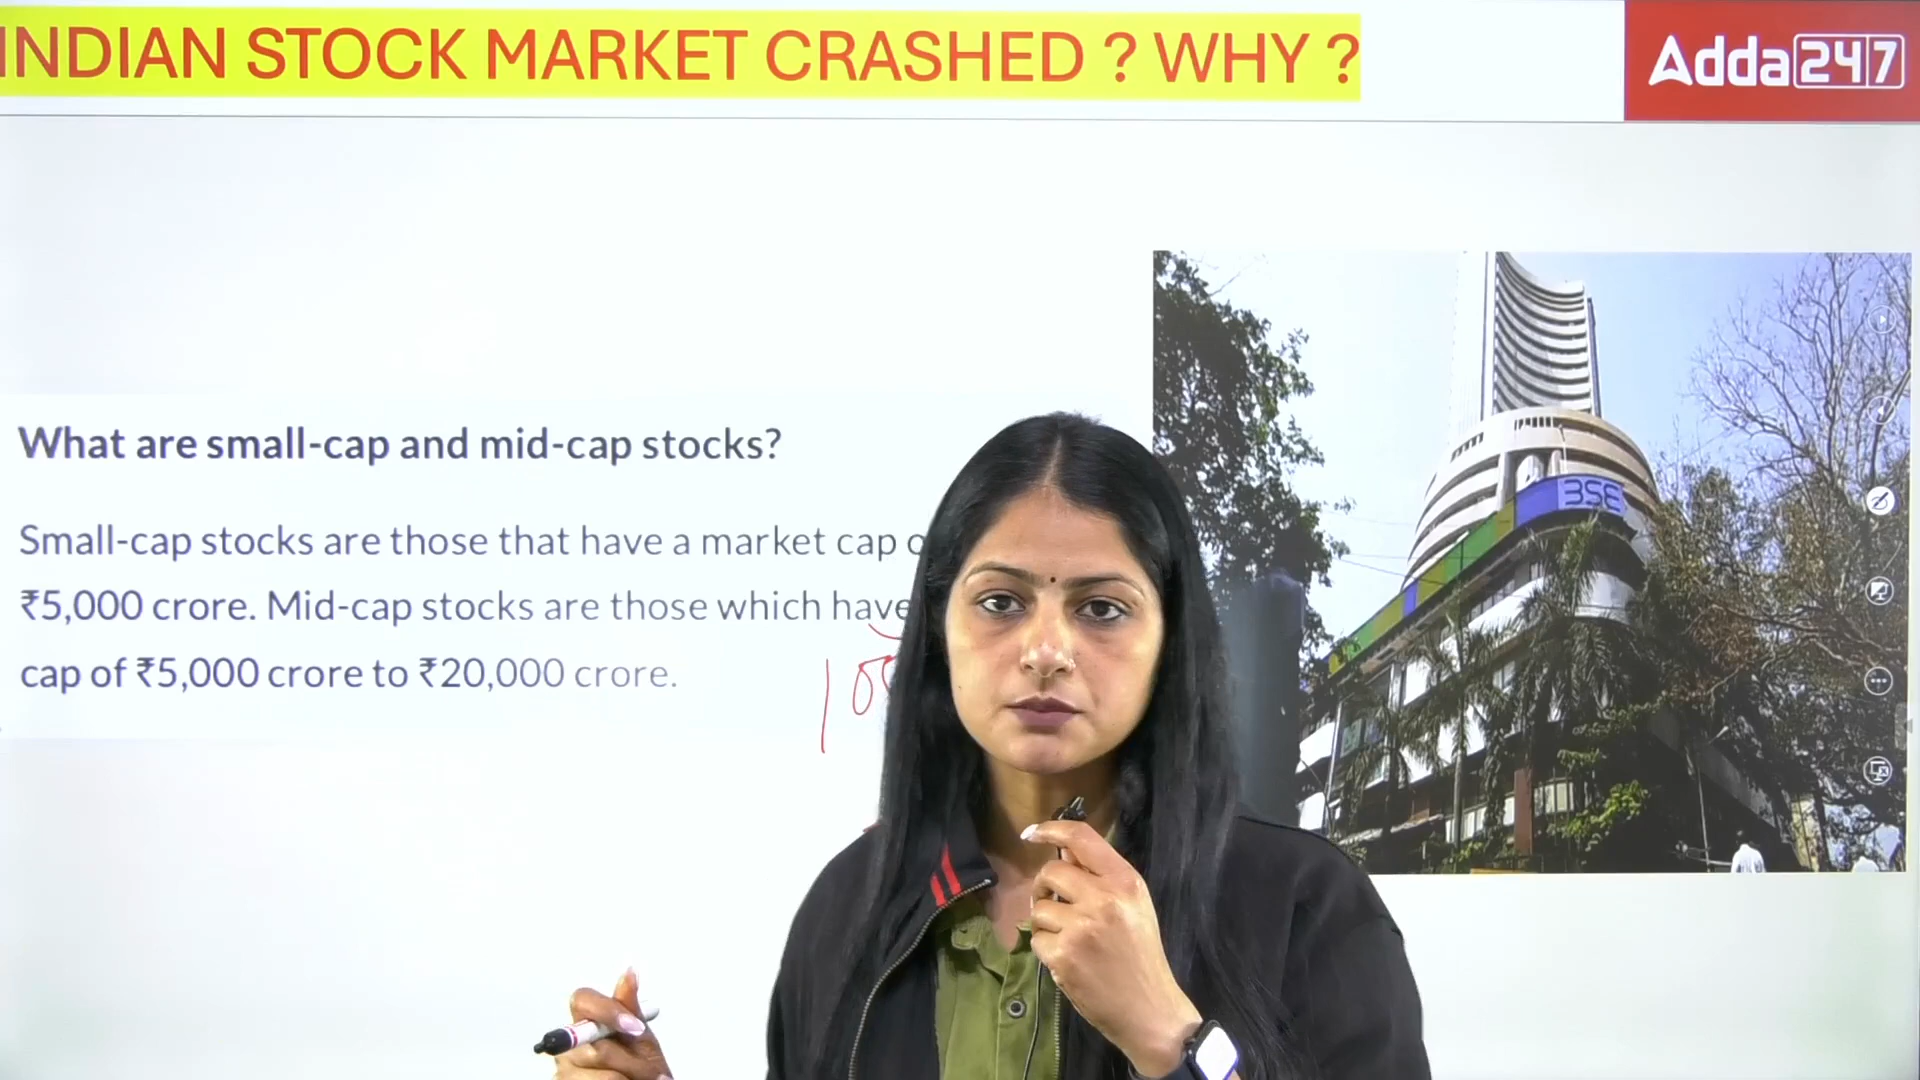 INDIAN STOCK MARKET CRASHED ? WHY ?
Adda247
What are small-cap and mid-cap stocks?
Small-cap stocks are those that have a market cap
₹5,000 crore. Mid-cap stocks are those which have
cap of ₹5,000 crore to ₹20,000 crore.
BSE